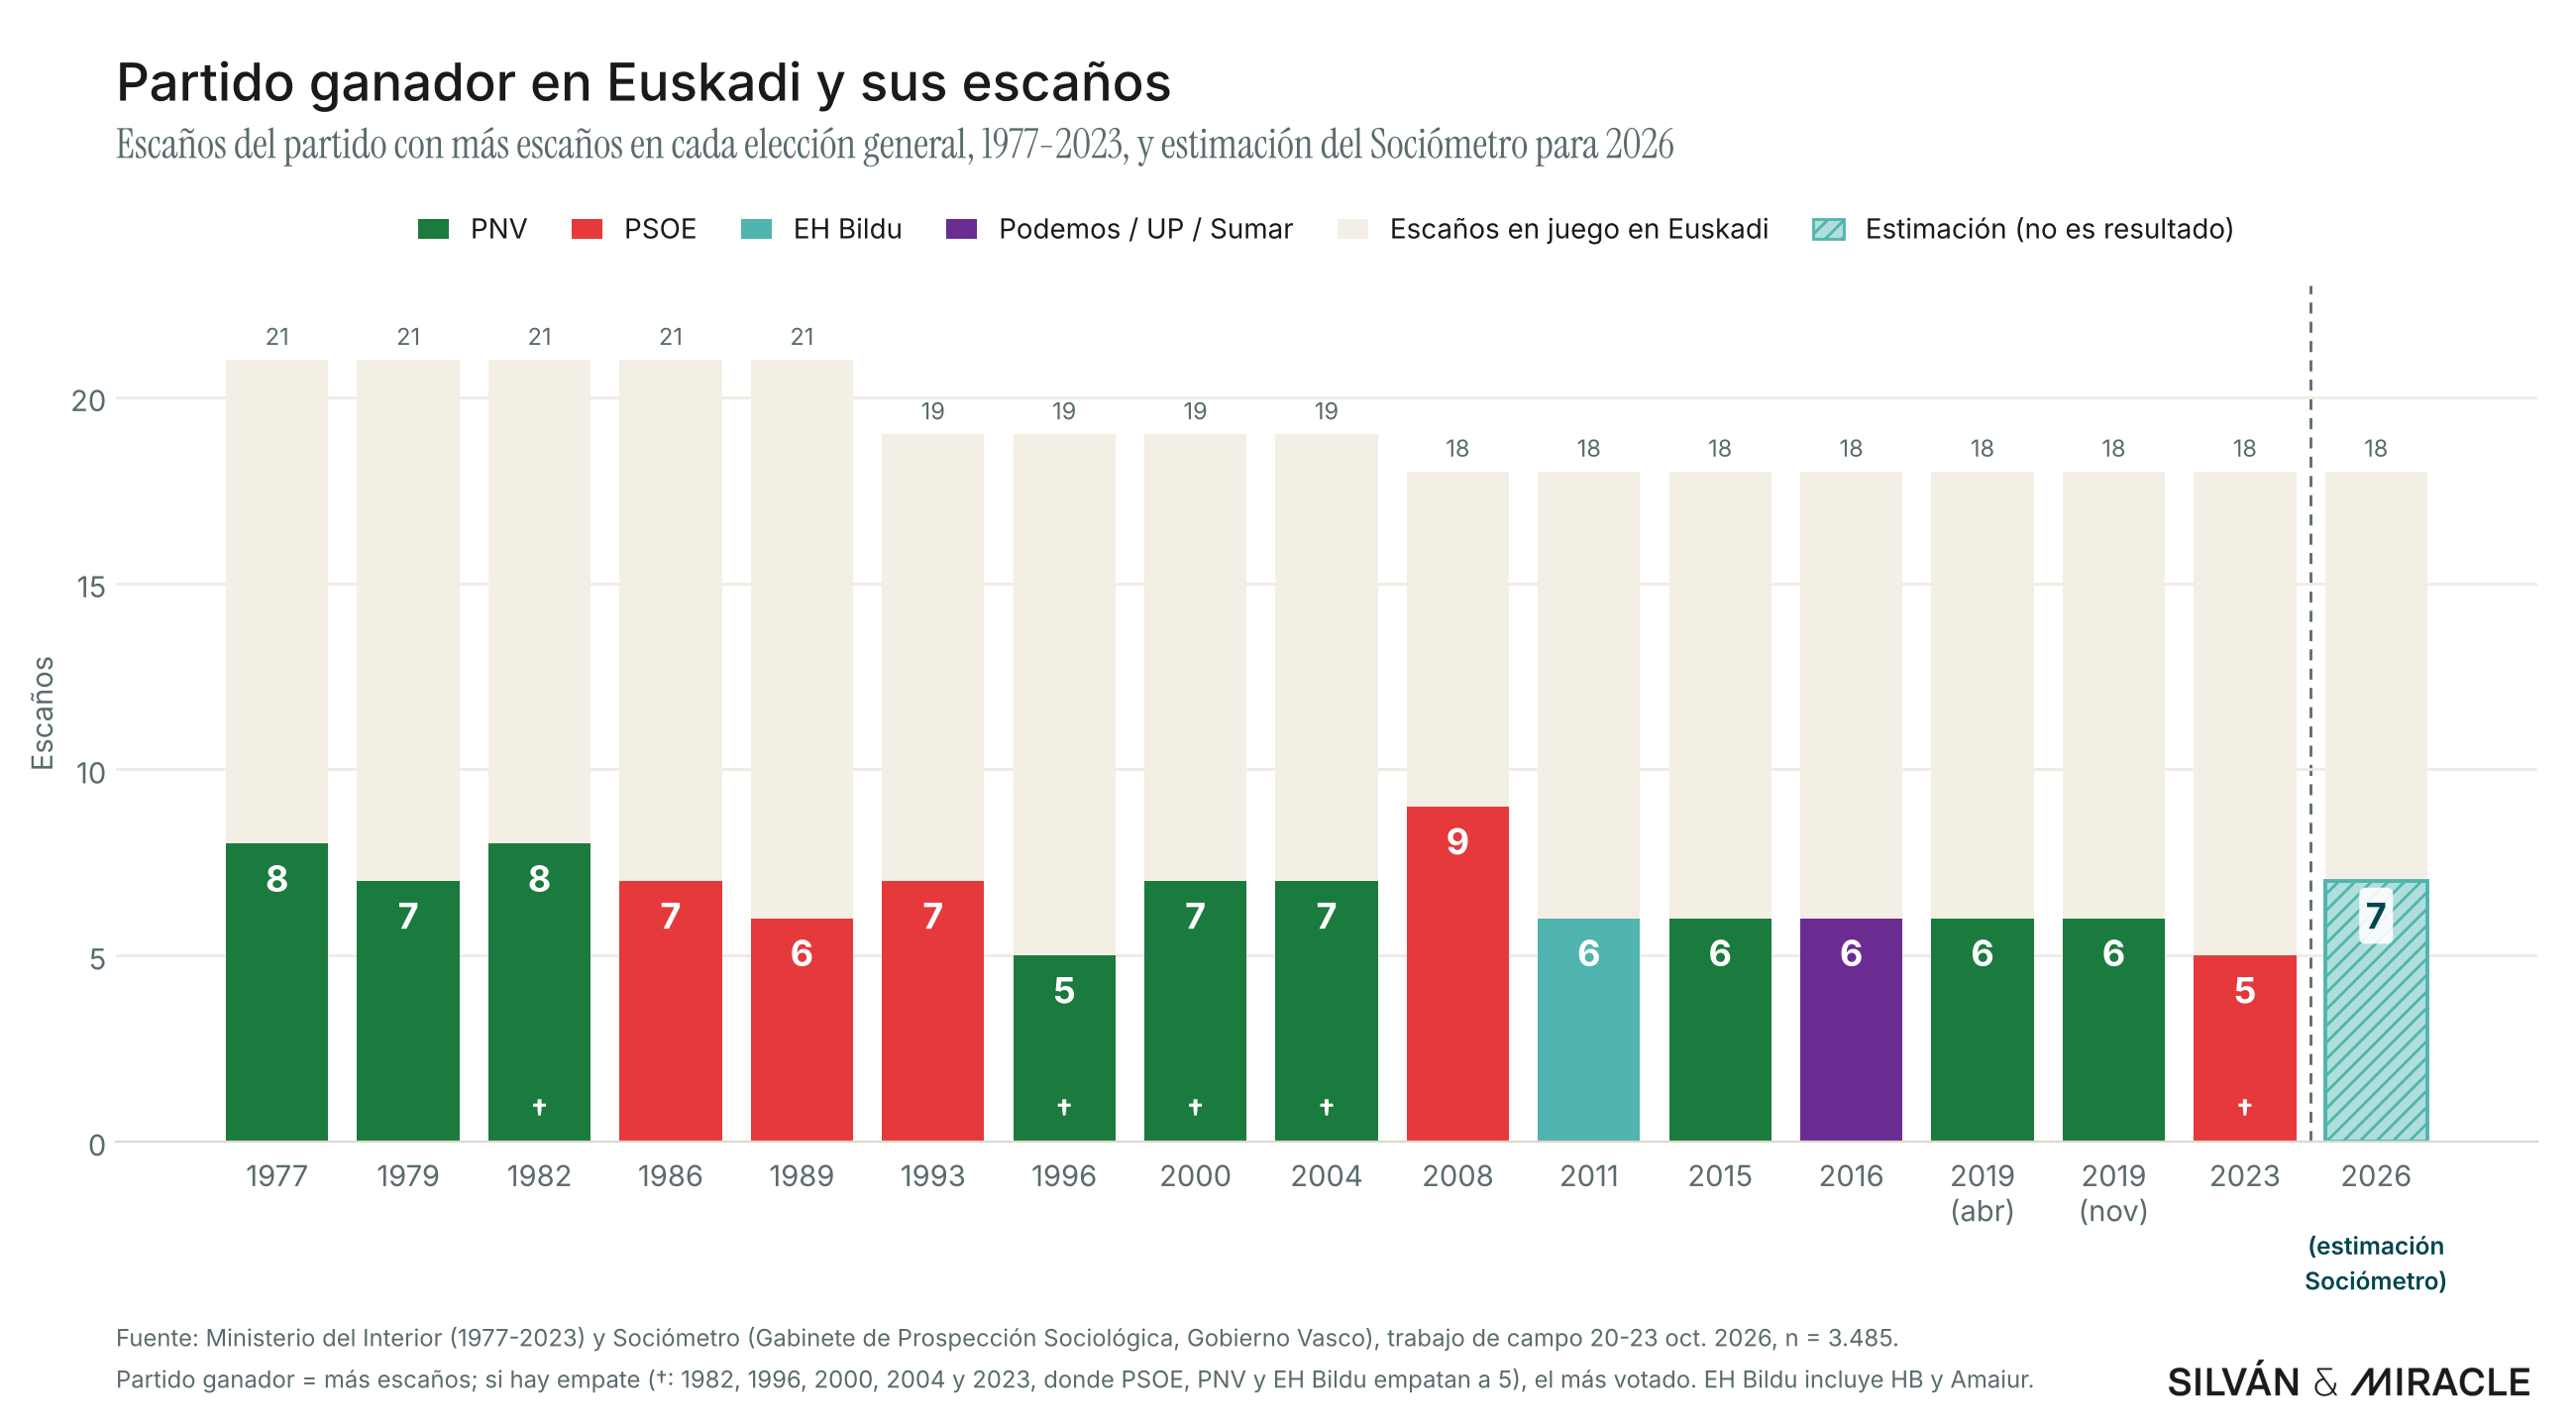 Partido ganador en Euskadi y sus escaños
Escaños del partido con más escaños en cada elección general, 1977-2023, y estimación del Sociómetro para 2026
PNV PSOE EH Bildu Podemos / UP / Sumar Escaños en juego en Euskadi Estimación (no es resultado)
21 21 21 21 21 19 19 19 19 18 18 18 18 18 18 18 18
20
15
10
5
0
Escaños
8 7 8 7 6 7 5 7 7 9 6 6 6 6 6 5 7
† † † † †
1977 1979 1982 1986 1989 1993 1996 2000 2004 2008 2011 2015 2016 2019 2019 2023 2026
(abr) (nov)
(estimación
Sociómetro)
Fuente: Ministerio del Interior (1977-2023) y Sociómetro (Gabinete de Prospección Sociológica, Gobierno Vasco), trabajo de campo 20-23 oct. 2026, n = 3.485.
Partido ganador = más escaños; si hay empate (†: 1982, 1996, 2000, 2004 y 2023, donde PSOE, PNV y EH Bildu empatan a 5), el más votado. EH Bildu incluye HB y Amaiur.
SILVÁN & MIRACLE